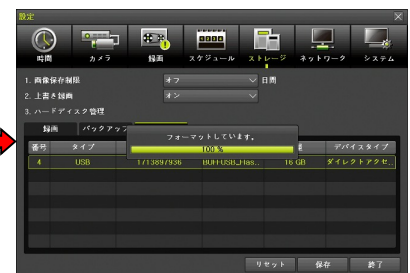 設定
時間 カメラ 録画 スケジュール ストレージ ネットワーク システム
1. 画像保存制限 オフ 日間
2. 上書き録画 オン
3. ハードディスク管理
録画 バックアップ
フォーマットしています。
100 %
番号 タイプ デバイスタイプ
4 USB 1713897936 16 GB ダイレクトアクセ..
リセット 保存 終了